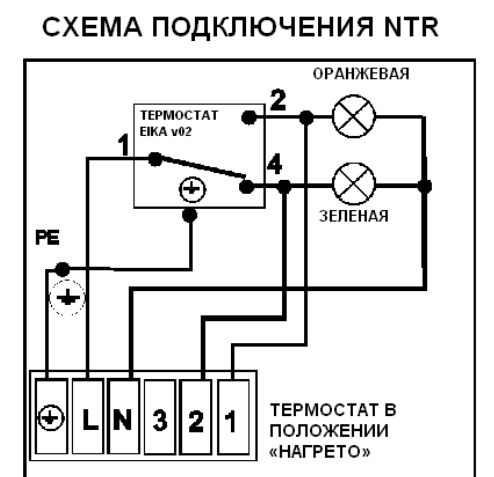 СХЕМА ПОДКЛЮЧЕНИЯ NTR
ОРАНЖЕВАЯ
ТЕРМОСТАТ
EIKA v02
2
1
4
ЗЕЛЕНАЯ
PE
L N 3 2 1
ТЕРМОСТАТ В
ПОЛОЖЕНИИ
«НАГРЕТО»